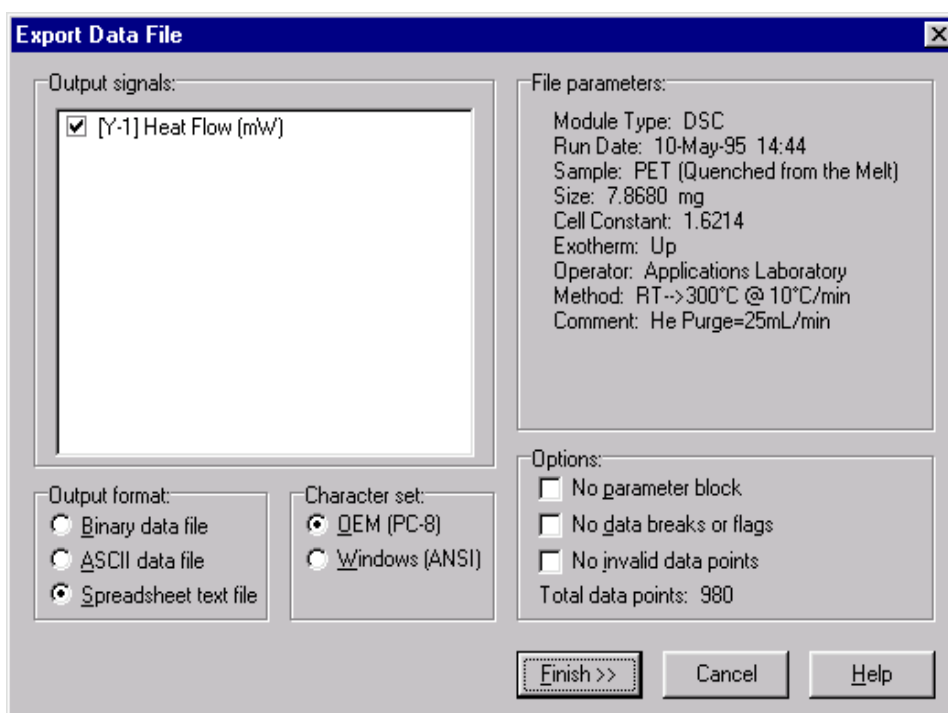 Export Data File
Output signals:
[Y-1] Heat Flow (mW)
File parameters:
Module Type: DSC
Run Date: 10-May-95 14:44
Sample: PET (Quenched from the Melt)
Size: 7.8680 mg
Cell Constant: 1.6214
Exotherm: Up
Operator: Applications Laboratory
Method: RT-->300°C @ 10°C/min
Comment: He Purge=25mL/min
Output format:
Binary data file
ASCII data file
Spreadsheet text file
Character set:
OEM (PC-8)
Windows (ANSI)
Options:
No parameter block
No data breaks or flags
No invalid data points
Total data points: 980
Finish >>
Cancel
Help